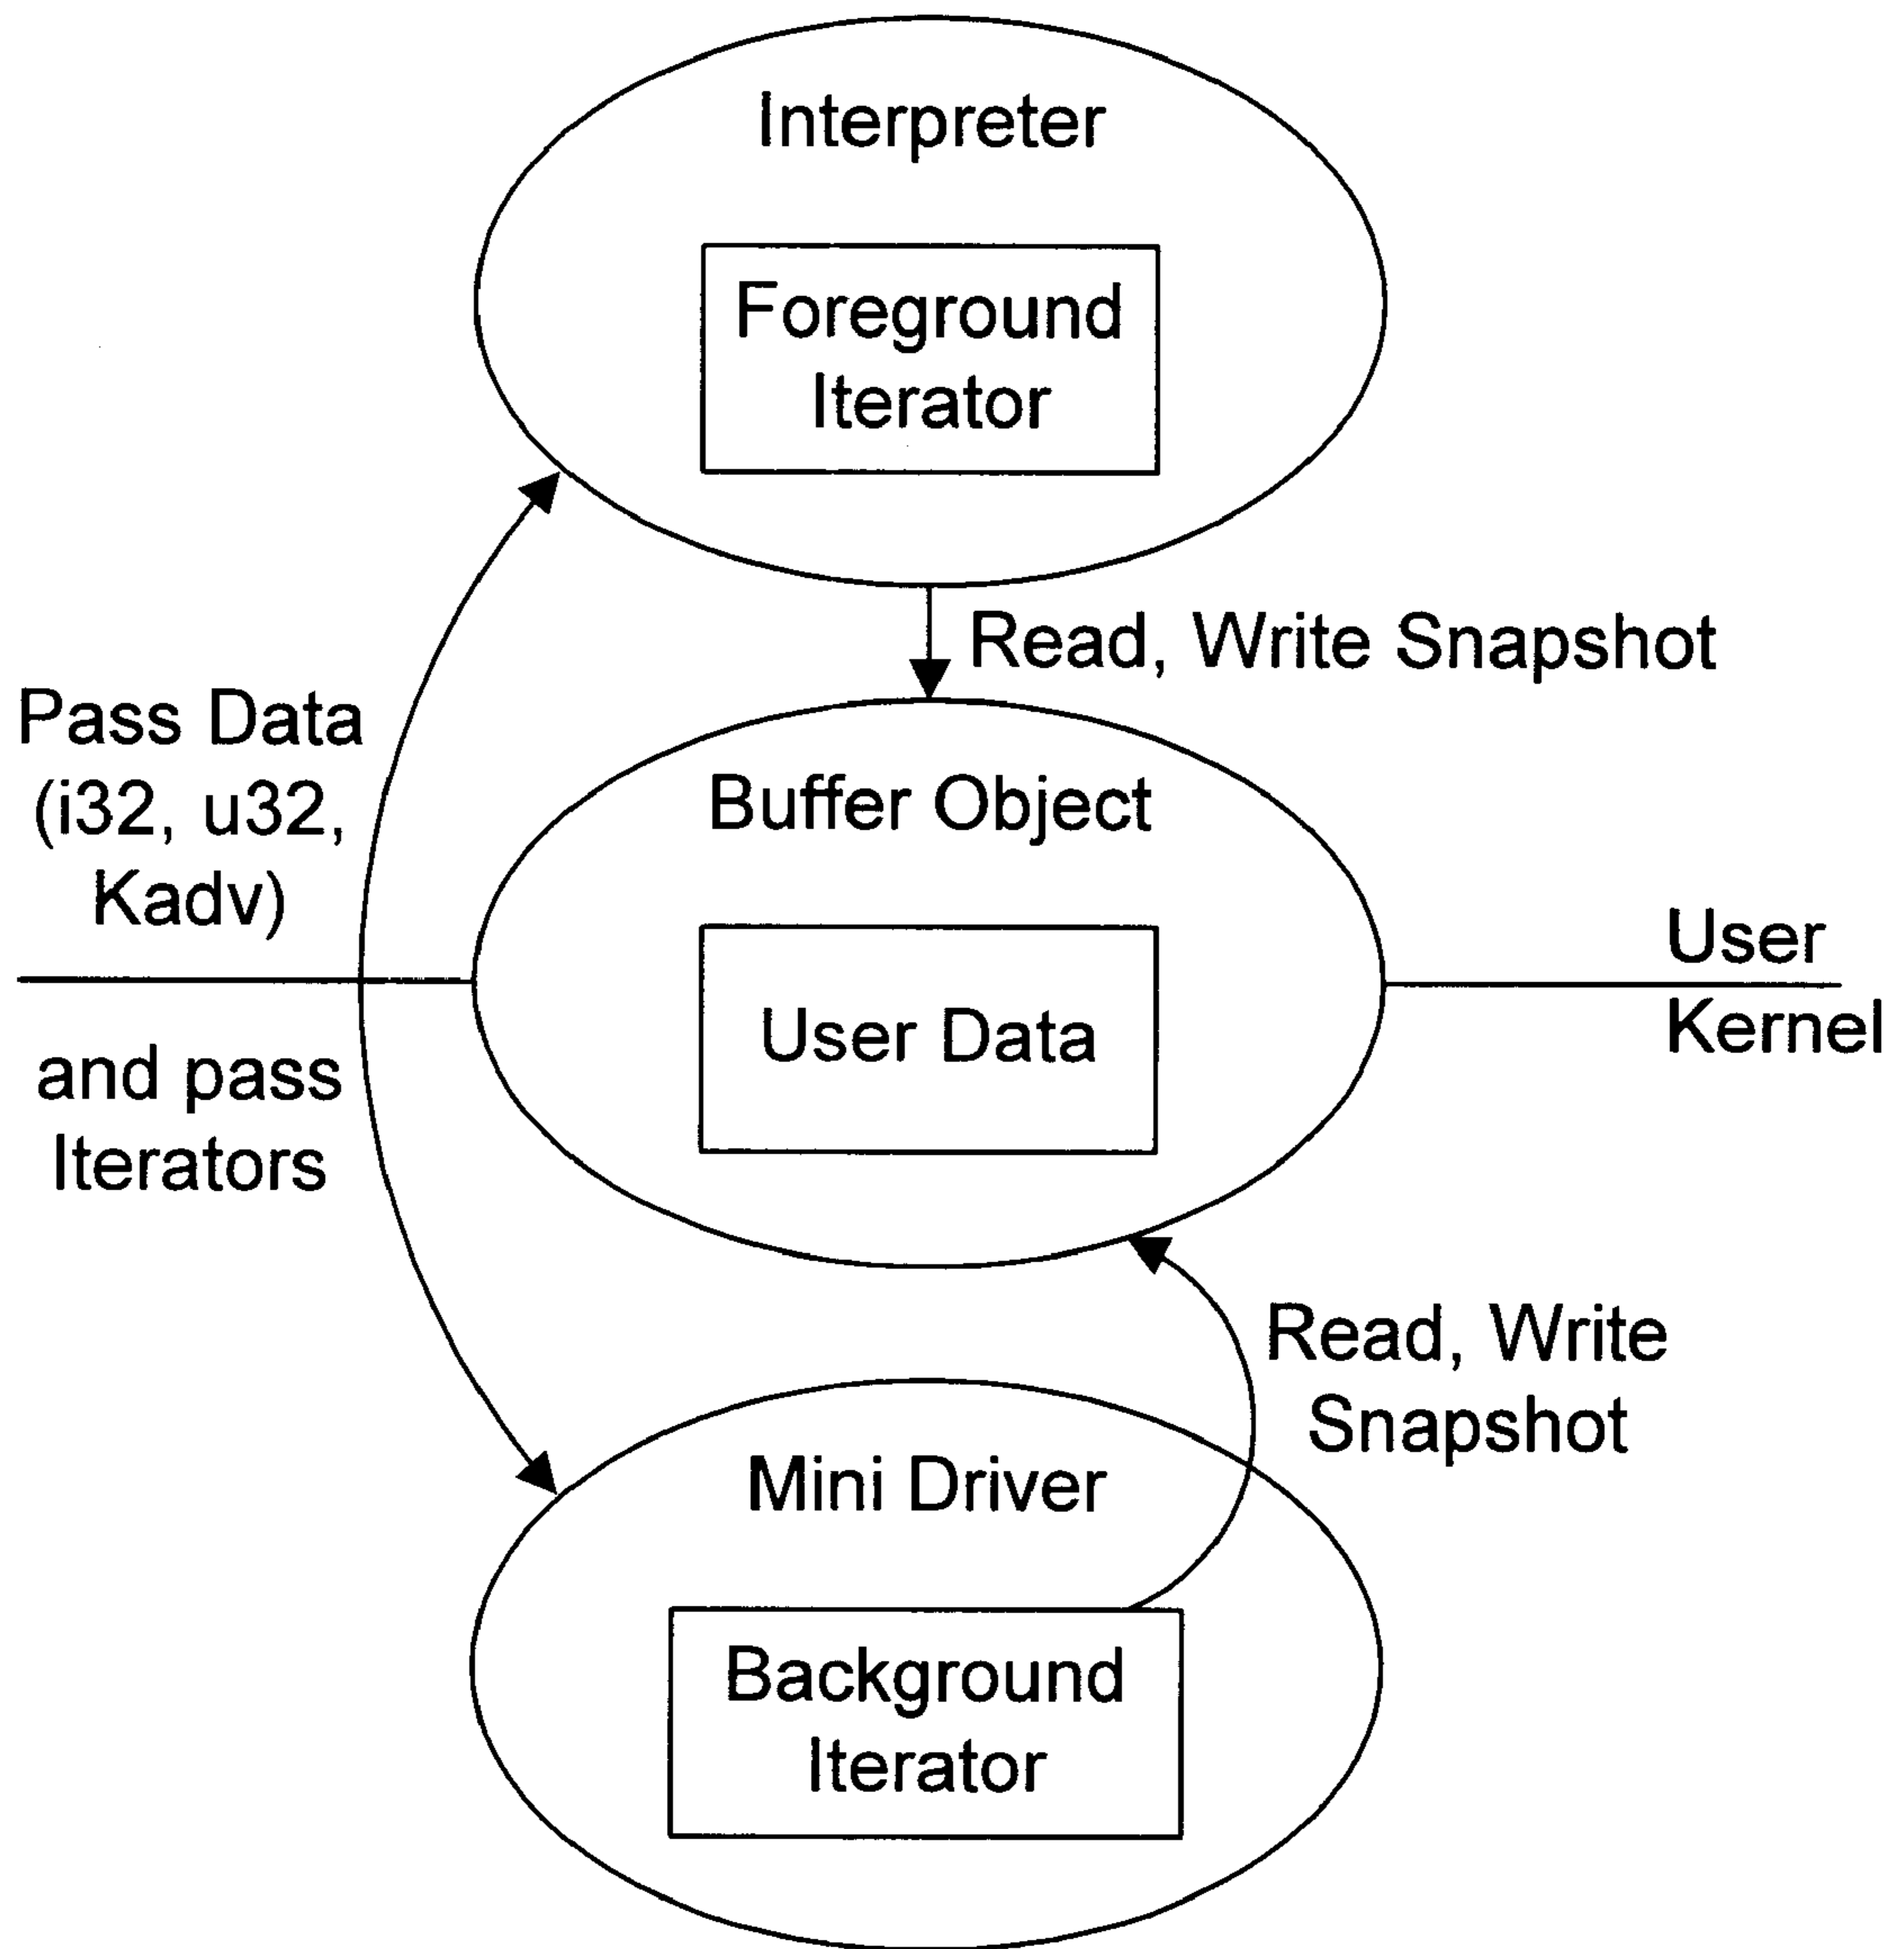 Interpreter
Foreground
Iterator
Read, Write Snapshot
Pass Data
(i32, u32,
Kadv)
and pass
Iterators
Buffer Object
User Data
User
Kernel
Read, Write
Snapshot
Mini Driver
Background
Iterator